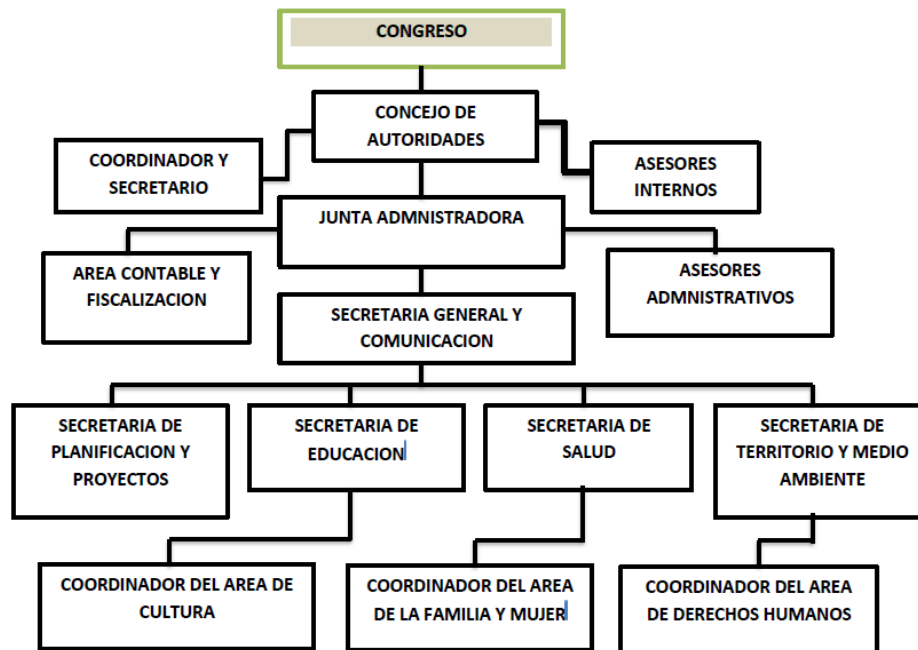 CONGRESO
CONCEJO DE
AUTORIDADES
COORDINADOR Y
SECRETARIO
ASESORES
INTERNOS
JUNTA ADMNISTRADORA
AREA CONTABLE Y
FISCALIZACION
ASESORES
ADMNISTRATIVOS
SECRETARIA GENERAL Y
COMUNICACION
SECRETARIA DE
PLANIFICACION Y
PROYECTOS
SECRETARIA DE
EDUCACION
SECRETARIA DE
SALUD
SECRETARIA DE
TERRITORIO Y MEDIO
AMBIENTE
COORDINADOR DEL AREA DE
CULTURA
COORDINADOR DEL AREA
DE LA FAMILIA Y MUJER
COORDINADOR DEL AREA
DE DERECHOS HUMANOS